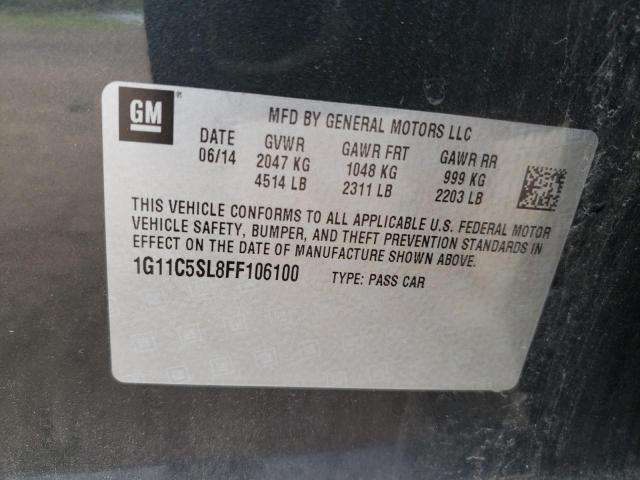 GM
MFD BY GENERAL MOTORS LLC
DATE GVWR GAWR FRT GAWR RR
06/14 2047 KG 1048 KG 999 KG
4514 LB 2311 LB 2203 LB
THIS VEHICLE CONFORMS TO ALL APPLICABLE U.S. FEDERAL MOTOR
VEHICLE SAFETY, BUMPER, AND THEFT PREVENTION STANDARDS IN
EFFECT ON THE DATE OF MANUFACTURE SHOWN ABOVE.
1G11C5SL8FF106100 TYPE: PASS CAR